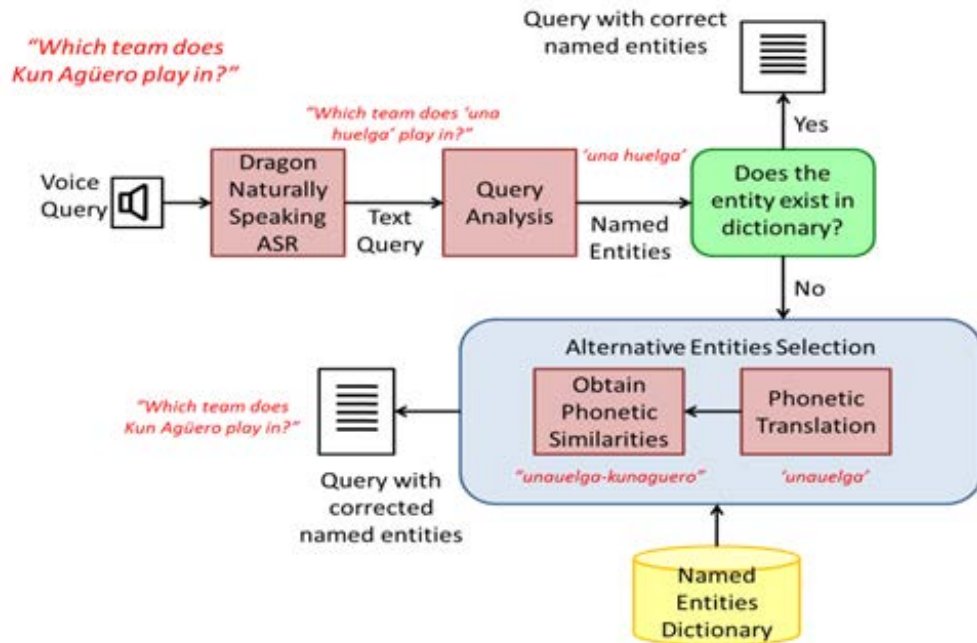 Query with correct
named entities
"Which team does
Kun Agüero play in?"
"Which team does 'una
huelga' play in?"
Yes
Voice
Query
Dragon
Naturally
Speaking
ASR
Text
Query
Query
Analysis
'una huelga'
Named
Entities
Does the
entity exist in
dictionary?
No
Alternative Entities Selection
"Which team does
Kun Agüero play in?"
Obtain
Phonetic
Similarities
Phonetic
Translation
"unauelga-kunaguero"
'unauelga'
Query with
corrected
named entities
Named
Entities
Dictionary